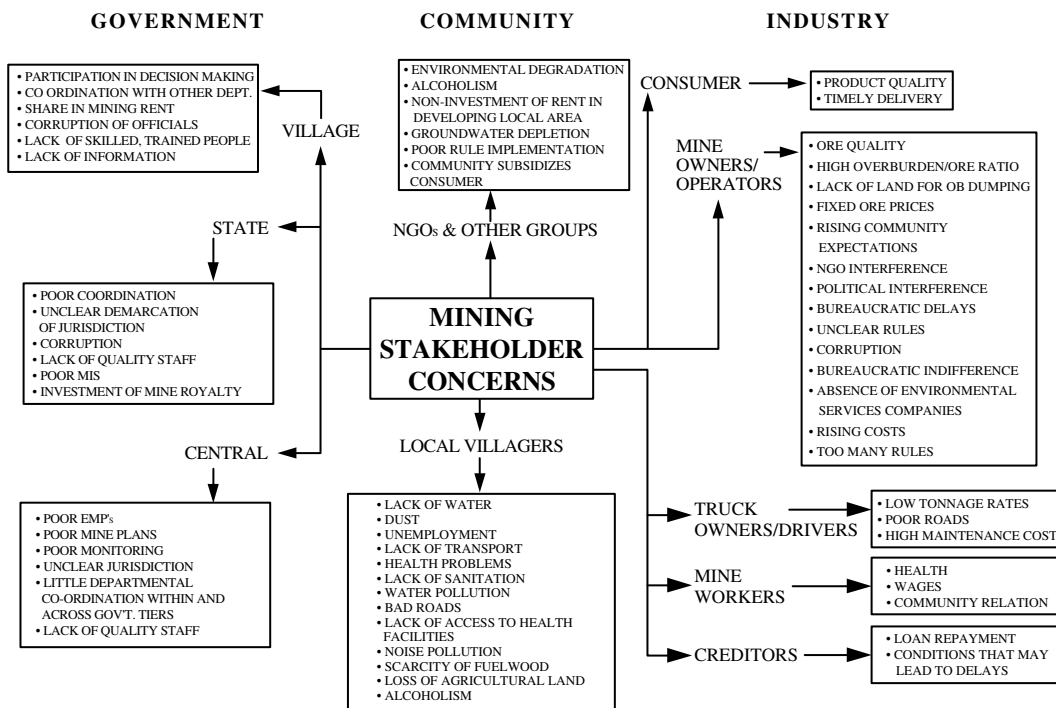 GOVERNMENT
COMMUNITY
INDUSTRY
• PARTICIPATION IN DECISION MAKING
• CO ORDINATION WITH OTHER DEPT.
• SHARE IN MINING RENT
• CORRUPTION OF OFFICIALS
• LACK OF SKILLED, TRAINED PEOPLE
• LACK OF INFORMATION
VILLAGE
STATE
• POOR COORDINATION
• UNCLEAR DEMARCATION
OF JURISDICTION
• CORRUPTION
• LACK OF QUALITY STAFF
• POOR MIS
• INVESTMENT OF MINE ROYALTY
CENTRAL
• POOR EMP's
• POOR MINE PLANS
• POOR MONITORING
• UNCLEAR JURISDICTION
• LITTLE DEPARTMENTAL
CO-ORDINATION WITHIN AND
ACROSS GOV'T. TIERS
• LACK OF QUALITY STAFF
• ENVIRONMENTAL DEGRADATION
• ALCOHOLISM
• NON-INVESTMENT OF RENT IN
DEVELOPING LOCAL AREA
• GROUNDWATER DEPLETION
• POOR RULE IMPLEMENTATION
• COMMUNITY SUBSIDIZES
CONSUMER
NGOs & OTHER GROUPS
MINING
STAKEHOLDER
CONCERNS
LOCAL VILLAGERS
• LACK OF WATER
• DUST
• UNEMPLOYMENT
• LACK OF TRANSPORT
• HEALTH PROBLEMS
• LACK OF SANITATION
• WATER POLLUTION
• BAD ROADS
• LACK OF ACCESS TO HEALTH
FACILITIES
• NOISE POLLUTION
• SCARCITY OF FUELWOOD
• LOSS OF AGRICULTURAL LAND
• ALCOHOLISM
CONSUMER
• PRODUCT QUALITY
• TIMELY DELIVERY
MINE
OWNERS/
OPERATORS
• ORE QUALITY
• HIGH OVERBURDEN/ORE RATIO
• LACK OF LAND FOR OB DUMPING
• FIXED ORE PRICES
• RISING COMMUNITY
EXPECTATIONS
• NGO INTERFERENCE
• POLITICAL INTERFERENCE
• BUREAUCRATIC DELAYS
• UNCLEAR RULES
• CORRUPTION
• BUREAUCRATIC INDIFFERENCE
• ABSENCE OF ENVIRONMENTAL
SERVICES COMPANIES
• RISING COSTS
• TOO MANY RULES
TRUCK
OWNERS/DRIVERS
• LOW TONNAGE RATES
• POOR ROADS
• HIGH MAINTENANCE COST
MINE
WORKERS
• HEALTH
• WAGES
• COMMUNITY RELATION
CREDITORS
• LOAN REPAYMENT
• CONDITIONS THAT MAY
LEAD TO DELAYS